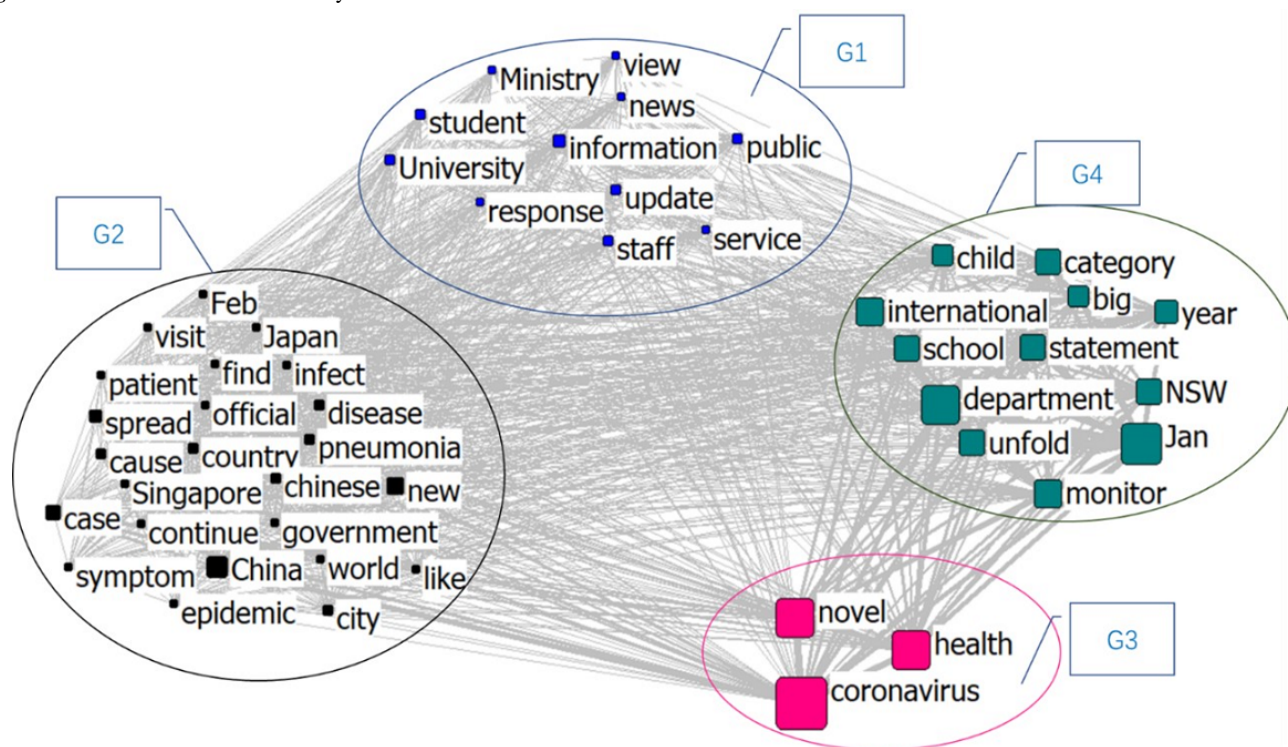 G1
Ministry
view
news
student
information
public
University
update
response
service
staff
G4
child
category
international
big
year
school
statement
department
NSW
unfold
Jan
monitor
G2
Feb
visit
Japan
find
infect
patient
official
disease
spread
country
pneumonia
cause
Singapore
chinese
new
case
continue
government
symptom
China
world
like
epidemic
city
G3
novel
health
coronavirus